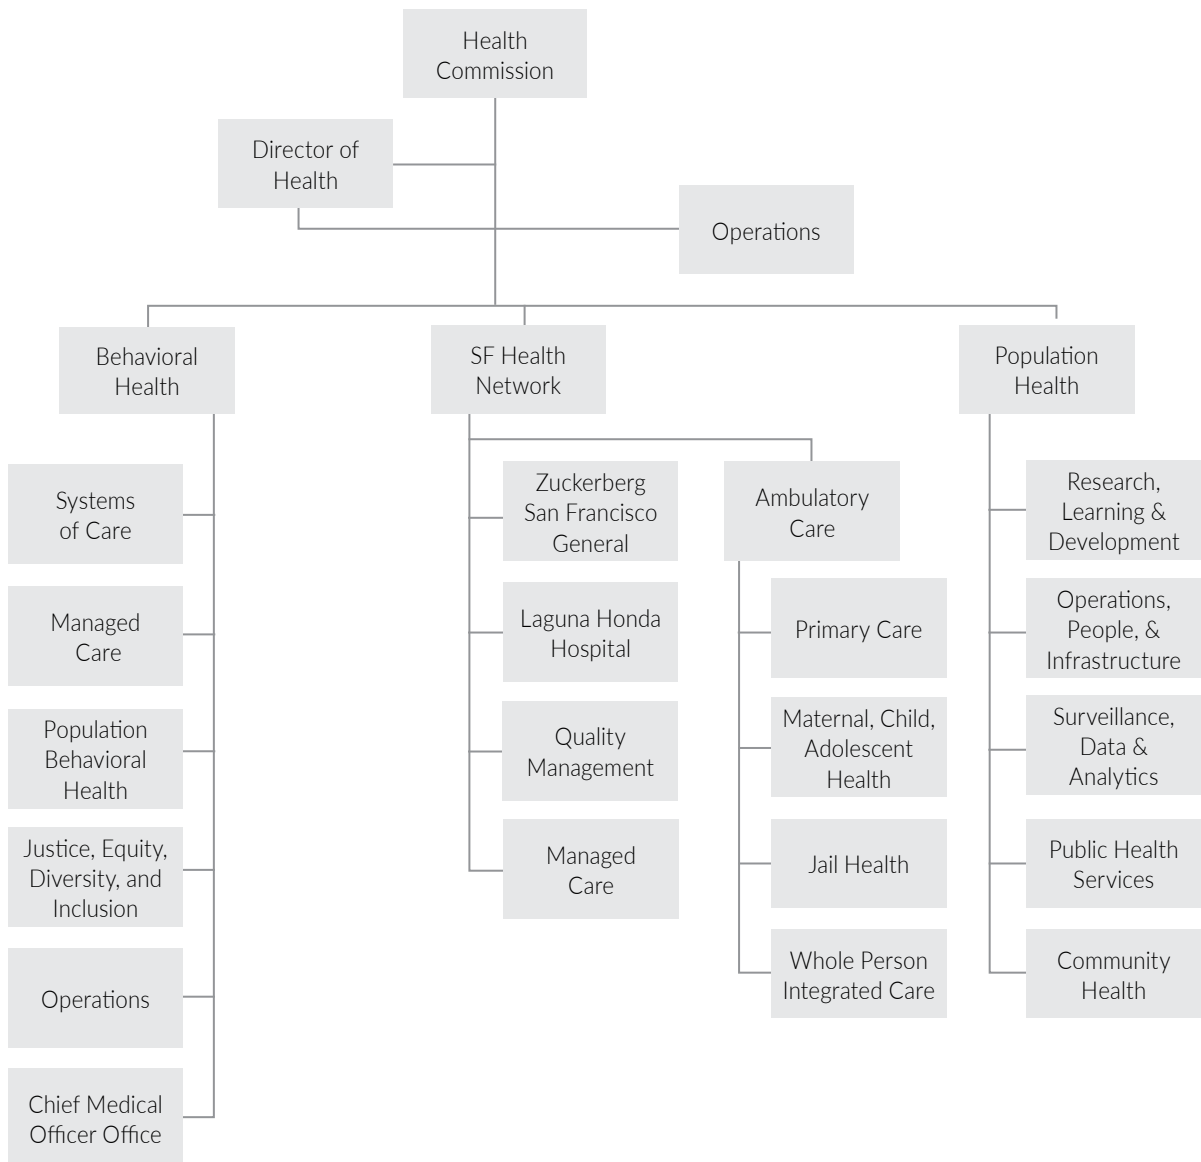 Health
Commission
Director of
Health
Operations
Behavioral
Health
SF Health
Network
Population
Health
Systems
of Care
Managed
Care
Population
Behavioral
Health
Justice, Equity,
Diversity, and
Inclusion
Operations
Chief Medical
Officer Office
Zuckerberg
San Francisco
General
Laguna Honda
Hospital
Quality
Management
Managed
Care
Ambulatory
Care
Primary Care
Maternal, Child,
Adolescent
Health
Jail Health
Whole Person
Integrated Care
Research,
Learning &
Development
Operations,
People, &
Infrastructure
Surveillance,
Data &
Analytics
Public Health
Services
Community
Health